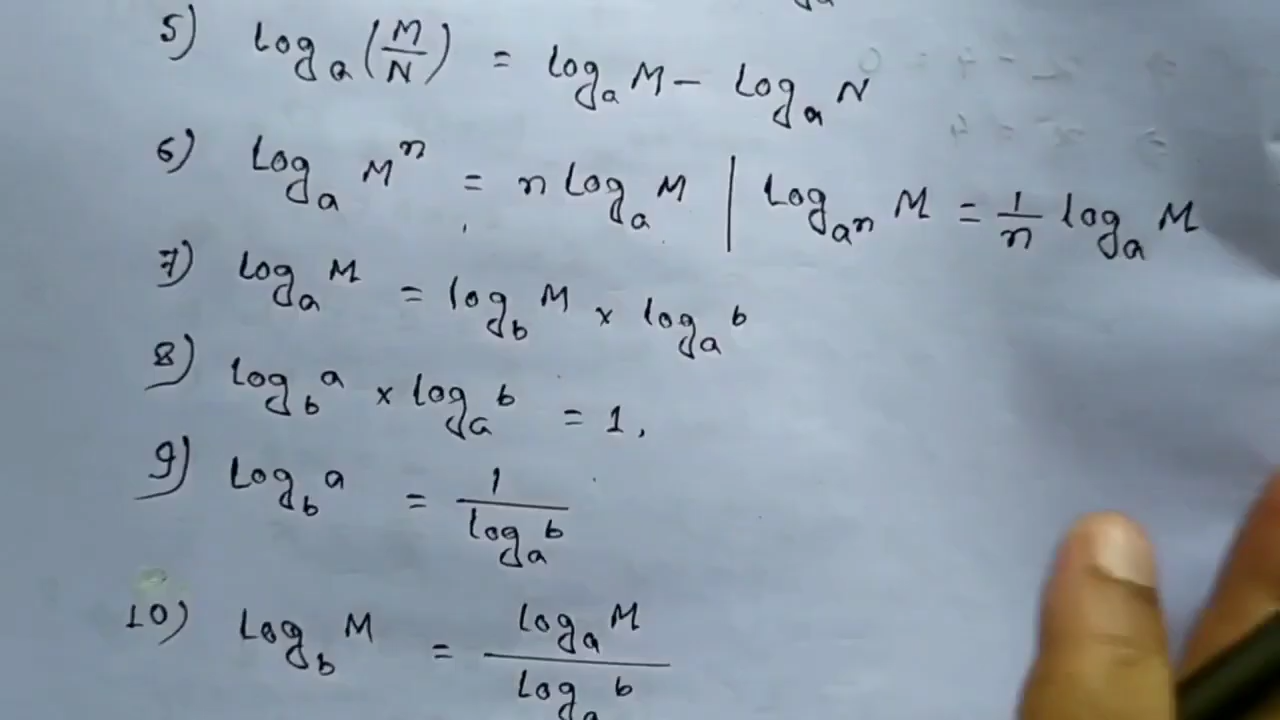 5) log_a (M/N) = log_a M - log_a N
6) log_a M^n = n log_a M | log_{a^n} M = 1/n log_a M
7) log_a M = log_b M × log_a b
8) log_b a × log_a b = 1,
9) log_b a = 1 / log_a b
10) log_b M = log_a M / log_a b